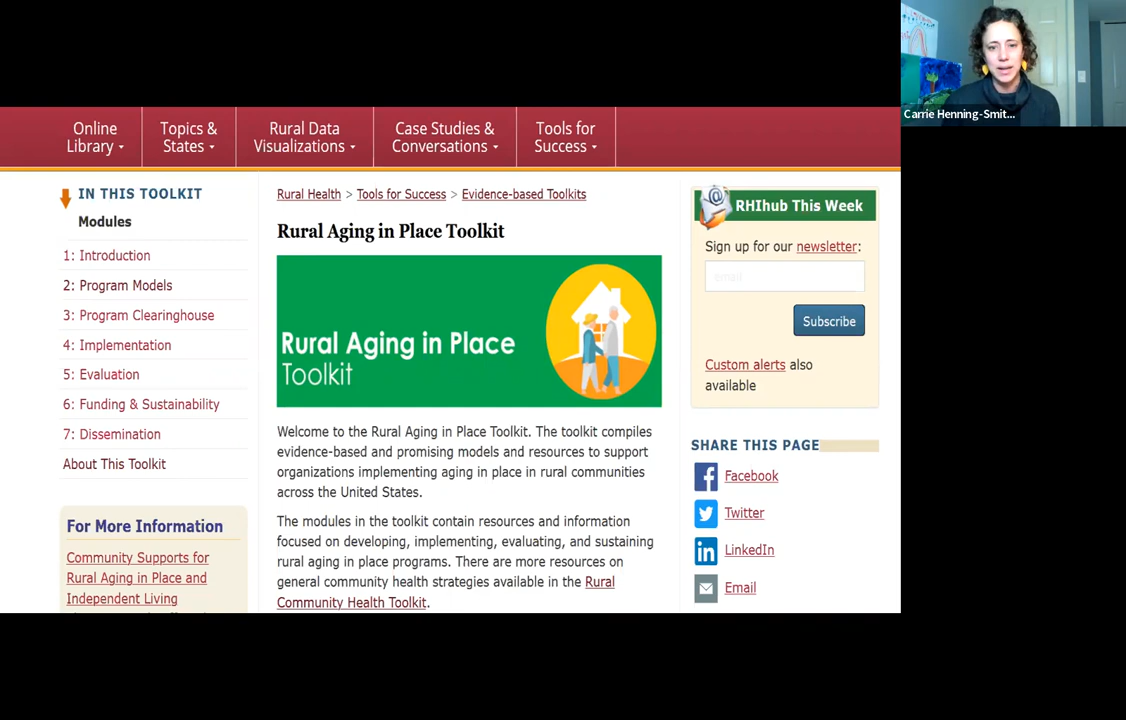 Carrie Henning-Smit...
Online
Library
Topics &
States
Rural Data
Visualizations
Case Studies &
Conversations
Tools for
Success
IN THIS TOOLKIT
Modules
1: Introduction
2: Program Models
3: Program Clearinghouse
4: Implementation
5: Evaluation
6: Funding & Sustainability
7: Dissemination
About This Toolkit
For More Information
Community Supports for
Rural Aging in Place and
Independent Living
Rural Health > Tools for Success > Evidence-based Toolkits
Rural Aging in Place Toolkit
Rural Aging in Place
Toolkit
Welcome to the Rural Aging in Place Toolkit. The toolkit compiles
evidence-based and promising models and resources to support
organizations implementing aging in place in rural communities
across the United States.
The modules in the toolkit contain resources and information
focused on developing, implementing, evaluating, and sustaining
rural aging in place programs. There are more resources on
general community health strategies available in the Rural
Community Health Toolkit.
RHIhub This Week
Sign up for our newsletter:
email
Subscribe
Custom alerts also
available
SHARE THIS PAGE
Facebook
Twitter
LinkedIn
Email